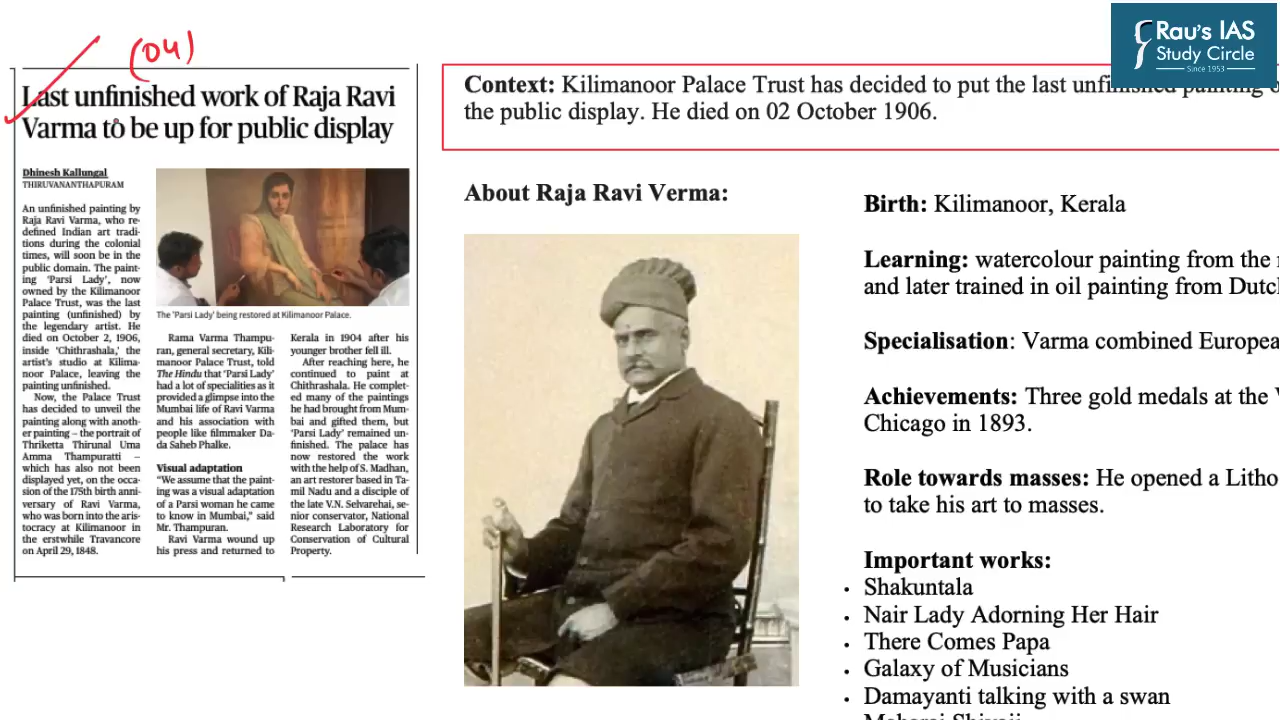 (04)
Last unfinished work of Raja Ravi
Varma to be up for public display
Dhinesh Kallungal
THIRUVANANTHAPURAM
An unfinished painting by
Raja Ravi Varma, who re-
defined Indian art tradi-
tions during the colonial
times, will soon be in the
public domain. The paint-
ing ‘Parsi Lady’, now
owned by the Kilimanoor
Palace Trust, was the last
painting (unfinished) by
the legendary artist. He
died on October 2, 1906,
inside ‘Chithrashala,’ the
artist’s studio at Kilima-
noor Palace, leaving the
painting unfinished.
Now, the Palace Trust
has decided to unveil the
painting along with anoth-
er painting – the portrait of
Thriketta Thirunal Uma
Amma Thampuratti –
which has also not been
displayed yet, on the occa-
sion of the 175th birth anni-
versary of Ravi Varma,
who was born into the aris-
tocracy at Kilimanoor in
the erstwhile Travancore
on April 29, 1848.
The ‘Parsi Lady’ being restored at Kilimanoor Palace.
Rama Varma Thampu-
ran, general secretary, Kili-
manoor Palace Trust, told
The Hindu that ‘Parsi Lady’
had a lot of specialities as it
provided a glimpse into the
Mumbai life of Ravi Varma
and his association with
people like filmmaker Da-
da Saheb Phalke.
Visual adaptation
“We assume that the paint-
ing was a visual adaptation
of a Parsi woman he came
to know in Mumbai,” said
Mr. Thampuran.
Ravi Varma wound up
his press and returned to
Kerala in 1904 after his
younger brother fell ill.
After reaching here, he
continued to paint at
Chithrashala. He complet-
ed many of the paintings
he had brought from Mum-
bai and gifted them, but
‘Parsi Lady’ remained un-
finished. The palace has
now restored the work
with the help of S. Madhan,
an art restorer based in Ta-
mil Nadu and a disciple of
the late V.N. Selvarehai, se-
nior conservator, National
Research Laboratory for
Conservation of Cultural
Property.
Rau's IAS
Study Circle
Since 1953
Context: Kilimanoor Palace Trust has decided to put the last unfinished painting
the public display. He died on 02 October 1906.
About Raja Ravi Verma:
Birth: Kilimanoor, Kerala
Learning: watercolour painting from the
and later trained in oil painting from Dutch
Specialisation: Varma combined Europea
Achievements: Three gold medals at the
Chicago in 1893.
Role towards masses: He opened a Litho
to take his art to masses.
Important works:
• Shakuntala
• Nair Lady Adorning Her Hair
• There Comes Papa
• Galaxy of Musicians
• Damayanti talking with a swan